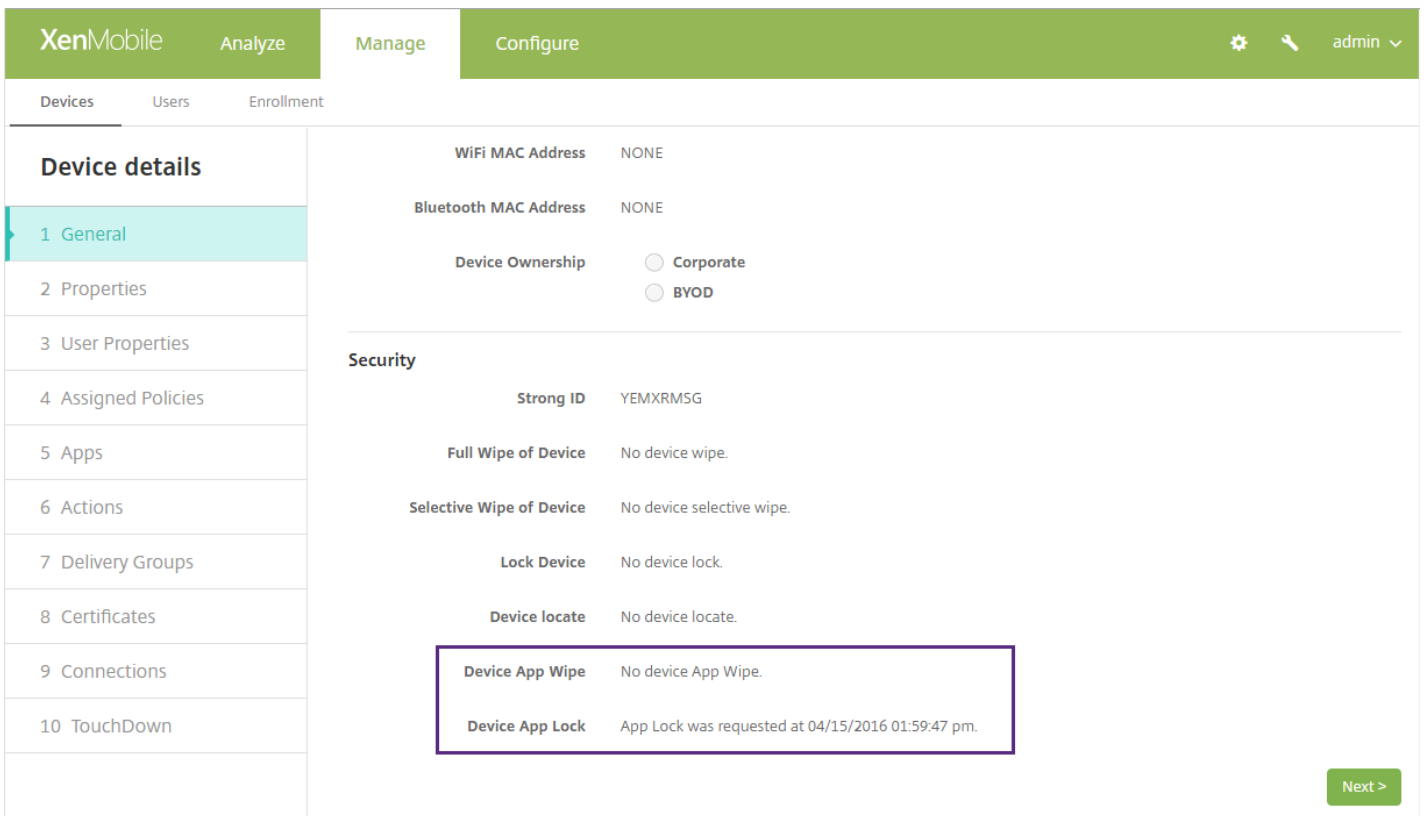 XenMobile Analyze Manage Configure admin
Devices Users Enrollment
Device details
1 General
2 Properties
3 User Properties
4 Assigned Policies
5 Apps
6 Actions
7 Delivery Groups
8 Certificates
9 Connections
10 TouchDown
WiFi MAC Address NONE
Bluetooth MAC Address NONE
Device Ownership Corporate
BYOD
Security
Strong ID YEMXRMSG
Full Wipe of Device No device wipe.
Selective Wipe of Device No device selective wipe.
Lock Device No device lock.
Device locate No device locate.
Device App Wipe No device App Wipe.
Device App Lock App Lock was requested at 04/15/2016 01:59:47 pm.
Next >